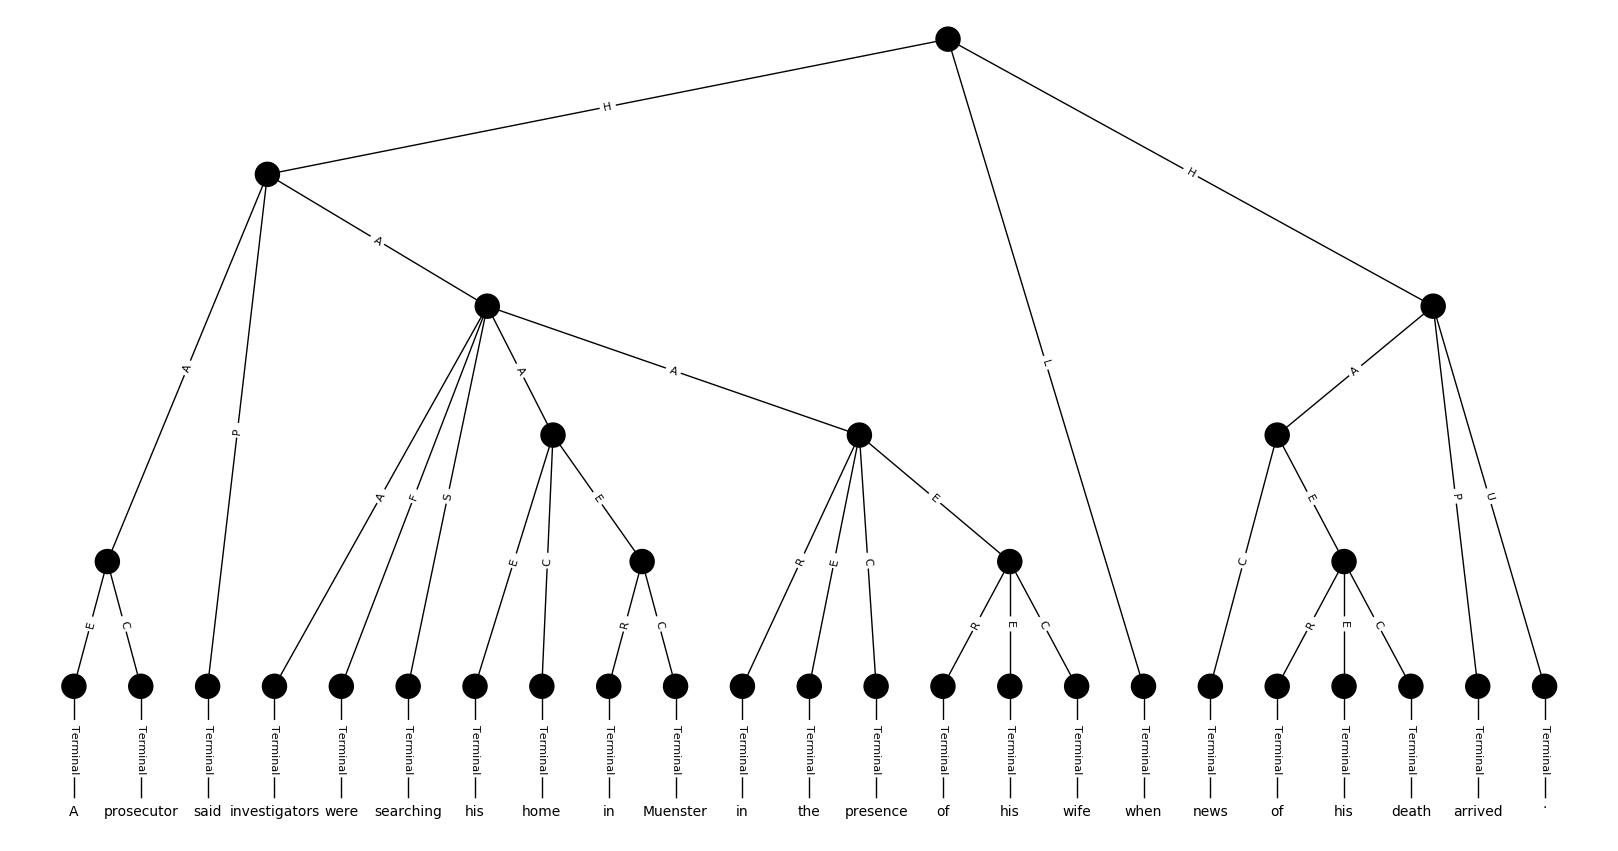 H
H
A
A
P
L
A
A
A
A
F
S
E
E
P
U
E
C
R
E
C
C
E
C
R
C
R
E
C
R
E
C
Terminal Terminal Terminal Terminal Terminal Terminal Terminal Terminal Terminal Terminal Terminal Terminal Terminal Terminal Terminal Terminal Terminal Terminal Terminal Terminal Terminal Terminal Terminal
A prosecutor said investigators were searching his home in Muenster in the presence of his wife when news of his death arrived .